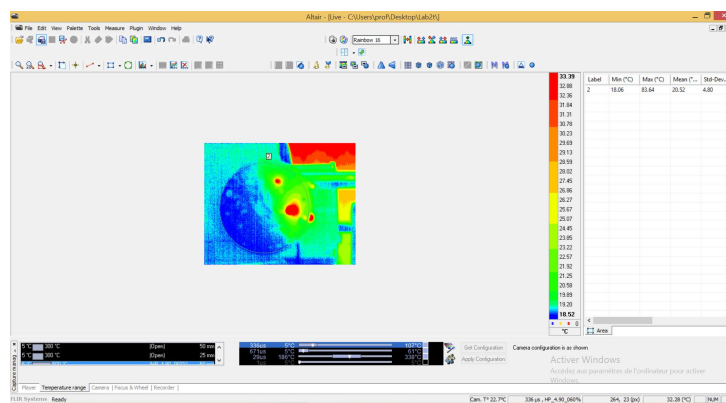 Altair - [Live - C:\Users\prof\Desktop\Lab2f\]
File Edit View Palette Tools Measure Plugin Window Help
Rainbow 16
Label Min (°C) Max (°C) Mean (°... Std-Dev...
2 18.06 83.64 20.52 4.80
33.39
32.88
32.36
31.84
31.31
30.78
30.23
29.69
29.13
28.59
28.02
27.45
26.86
26.27
25.67
25.07
24.45
23.85
23.22
22.57
21.92
21.25
20.58
19.89
19.20
18.52
°C
Area
5 °C 300 °C (Open) 50 mm
5 °C 300 °C (Open) 25 mm
336µs 5°C 107°C
671µs 5°C 61°C
29µs 186°C 338°C
Get Configuration
Apply Configuration
Camera configuration is as shown
Activer Windows
Accédez aux paramètres de l'ordinateur pour activer
Windows.
Player Temperature range Camera Focus & Wheel Recorder
FLIR Systems Ready Cam. T° 22.7°C 336 µs , HP_4.90_060% 264, 23 (px) 32.28 (°C) NUM